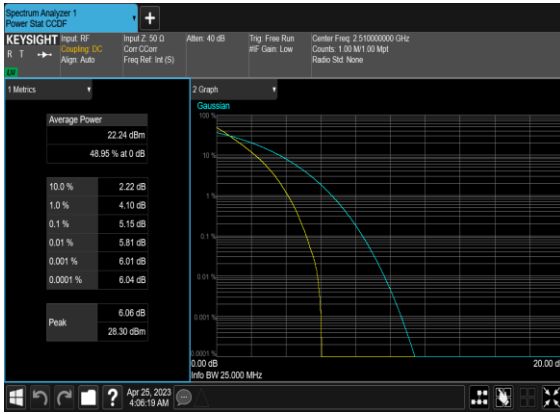 Spectrum Analyzer 1
Power Stat CCDF
KEYSIGHT
R T
LXI
Input: RF
Coupling: DC
Align: Auto
Input Z: 50 Ω
Corr CCorr
Freq Ref: Int (S)
Atten: 40 dB
Trig: Free Run
#IF Gain: Low
Center Freq: 2.510000000 GHz
Counts: 1.00 M/1.00 Mpt
Radio Std: None
1 Metrics
Average Power
22.24 dBm
48.95 % at 0 dB
10.0 % 2.22 dB
1.0 % 4.10 dB
0.1 % 5.15 dB
0.01 % 5.81 dB
0.001 % 6.01 dB
0.0001 % 6.04 dB
Peak
6.06 dB
28.30 dBm
2 Graph
Gaussian
100 %
10 %
1 %
0.1 %
0.01 %
0.001 %
0.0001 %
0.00 dB
20.00 d
Info BW 25.000 MHz
?
Apr 25, 2023
4:06:19 AM